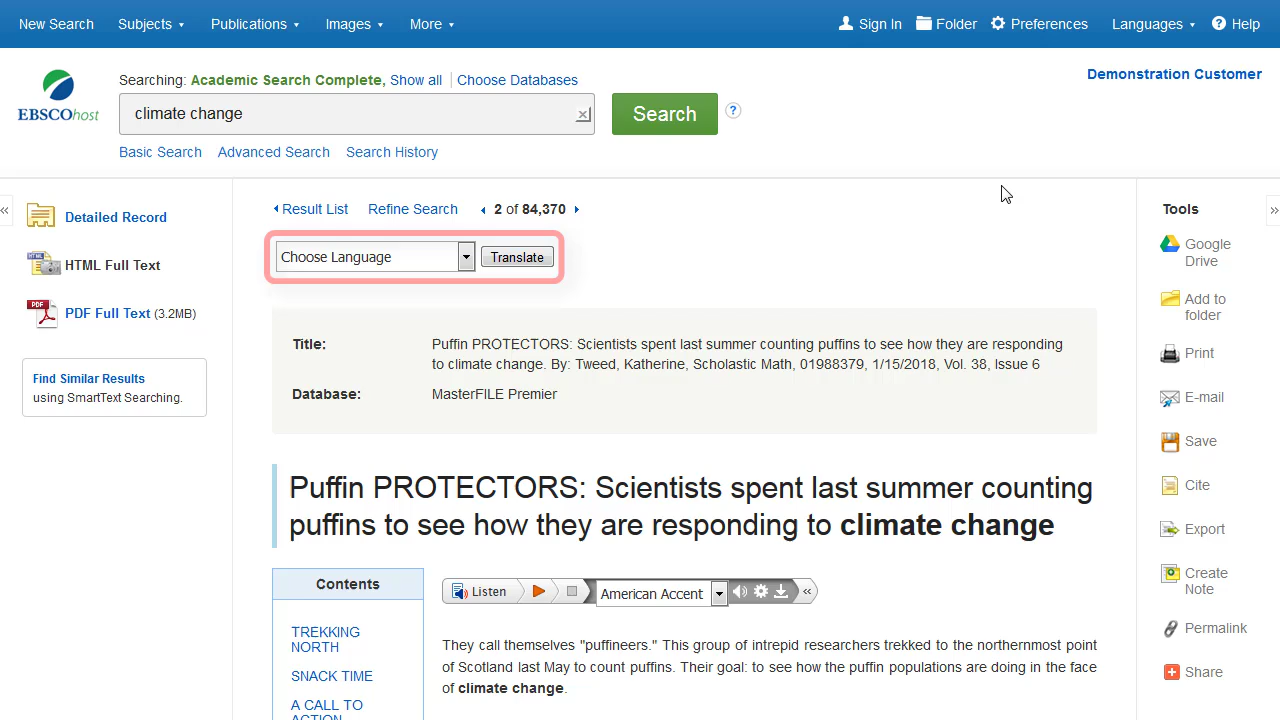 New Search Subjects Publications Images More Sign In Folder Preferences Languages ? Help
Searching: Academic Search Complete, Show all Choose Databases
Demonstration Customer
EBSCOhost
climate change
Search ?
Basic Search Advanced Search Search History
« Detailed Record
HTML Full Text
PDF PDF Full Text (3.2MB)
Find Similar Results
using SmartText Searching.
Result List Refine Search 2 of 84,370
Choose Language Translate
Title: Puffin PROTECTORS: Scientists spent last summer counting puffins to see how they are responding
to climate change. By: Tweed, Katherine, Scholastic Math, 01988379, 1/15/2018, Vol. 38, Issue 6
Database: MasterFILE Premier
Puffin PROTECTORS: Scientists spent last summer counting
puffins to see how they are responding to climate change
Contents
TREKKING
NORTH
SNACK TIME
A CALL TO
ACTION
Listen American Accent «
They call themselves "puffineers." This group of intrepid researchers trekked to the northernmost point
of Scotland last May to count puffins. Their goal: to see how the puffin populations are doing in the face
of climate change.
Tools »
Google
Drive
Add to
folder
Print
E-mail
Save
Cite
Export
Create
Note
Permalink
Share